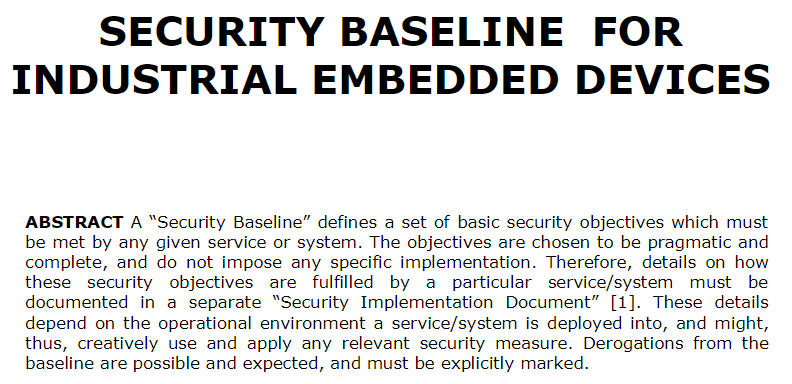 SECURITY BASELINE FOR
INDUSTRIAL EMBEDDED DEVICES
ABSTRACT A “Security Baseline” defines a set of basic security objectives which must
be met by any given service or system. The objectives are chosen to be pragmatic and
complete, and do not impose any specific implementation. Therefore, details on how
these security objectives are fulfilled by a particular service/system must be
documented in a separate “Security Implementation Document” [1]. These details
depend on the operational environment a service/system is deployed into, and might,
thus, creatively use and apply any relevant security measure. Derogations from the
baseline are possible and expected, and must be explicitly marked.